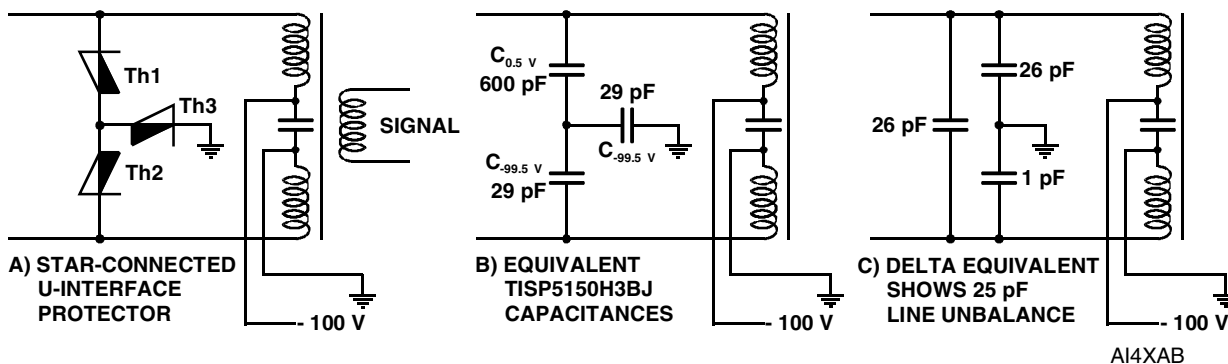 Th1
Th3
Th2
SIGNAL
A) STAR-CONNECTED
U-INTERFACE
PROTECTOR
- 100 V
C0.5 V
600 pF
29 pF
C-99.5 V
C-99.5 V
29 pF
B) EQUIVALENT
TISP5150H3BJ
CAPACITANCES
- 100 V
26 pF
26 pF
1 pF
C) DELTA EQUIVALENT
SHOWS 25 pF
LINE UNBALANCE
- 100 V
AI4XAB